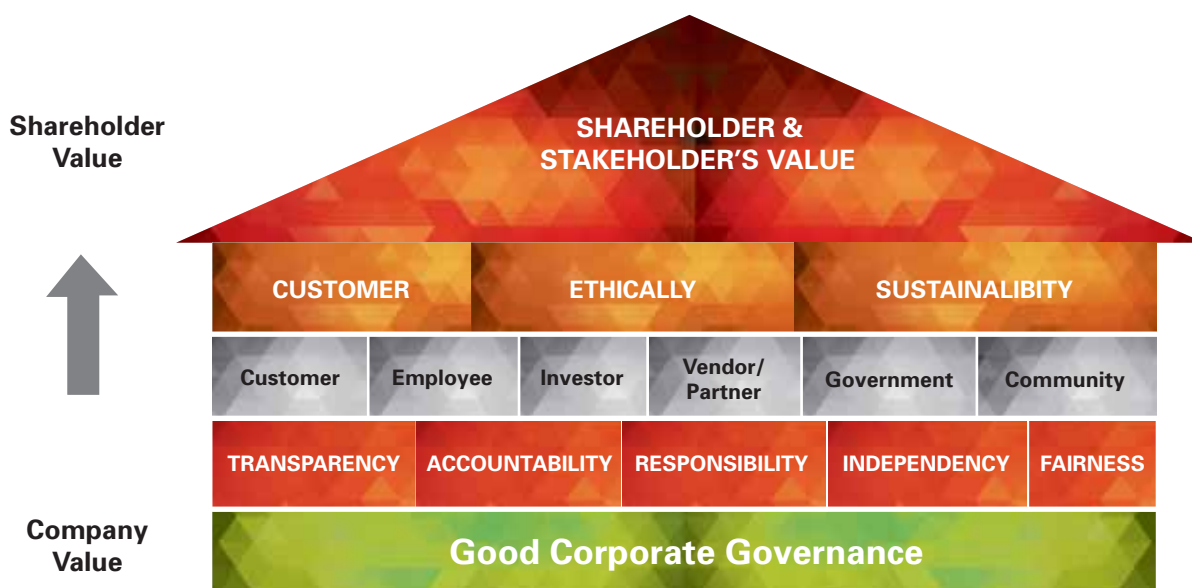 Shareholder
Value
SHAREHOLDER &
STAKEHOLDER'S VALUE
CUSTOMER
ETHICALLY
SUSTAINALIBITY
Customer
Employee
Investor
Vendor/
Partner
Government
Community
TRANSPARENCY
ACCOUNTABILITY
RESPONSIBILITY
INDEPENDENCY
FAIRNESS
Company
Value
Good Corporate Governance